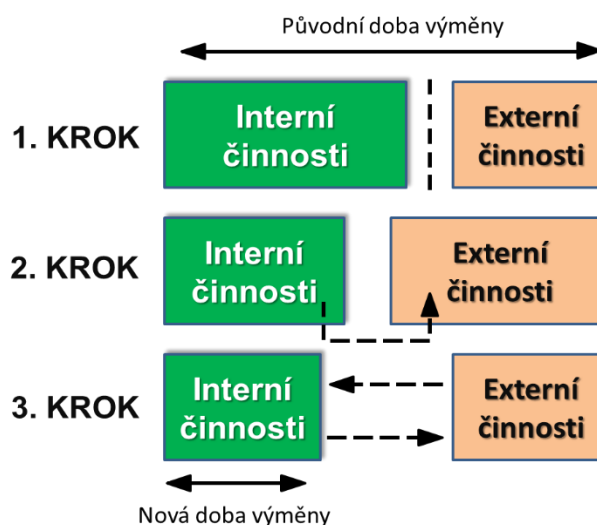 Původní doba výměny
1. KROK
Interní
činnosti
Externí
činnosti
2. KROK
Interní
činnosti
Externí
činnosti
3. KROK
Interní
činnosti
Externí
činnosti
Nová doba výměny